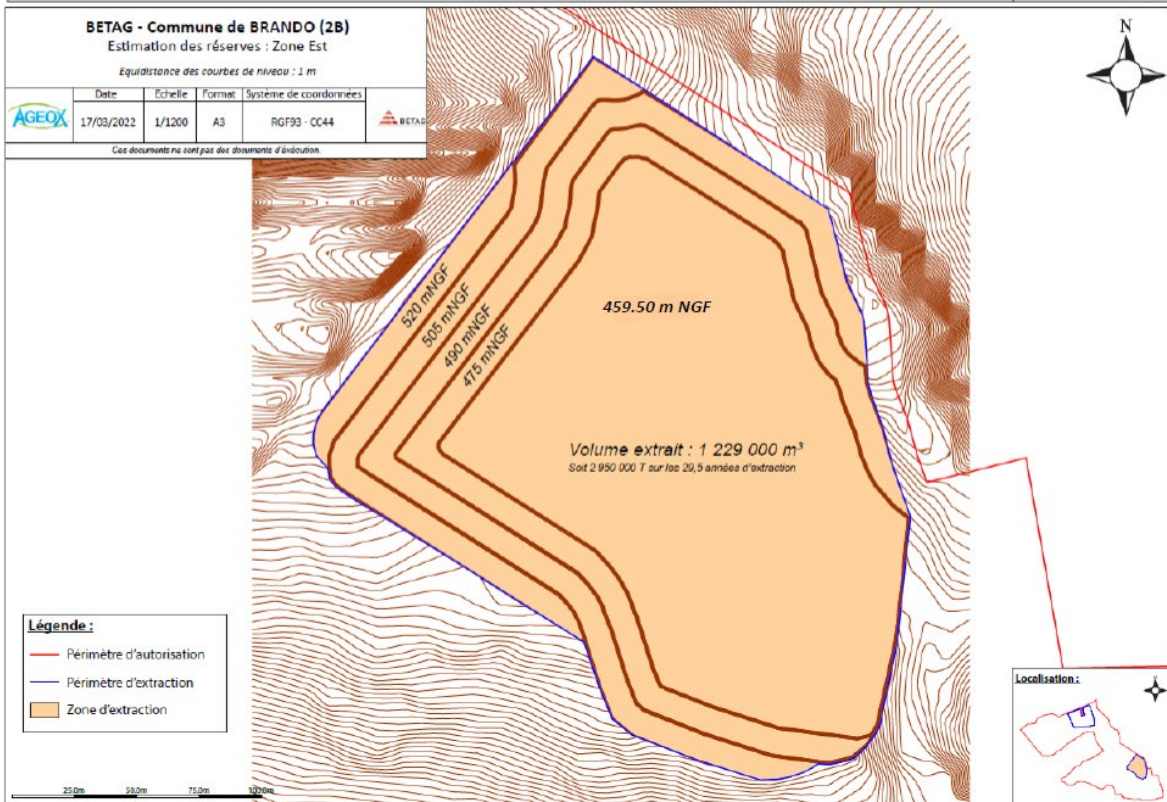 BETAG - Commune de BRANDO (2B)
Estimation des réserves : Zone Est
Equidistance des courbes de niveau : 1 m
Date Echelle Format Système de coordonnées
AGEOX 17/03/2022 1/1200 A3 RGF93 - CC44 BETAG
Ces documents ne sont pas des documents d'éxécution.
N
520 mNGF
505 mNGF
490 mNGF
475 mNGF
459.50 m NGF
Volume extrait : 1 229 000 m³
Soit 2 950 000 T sur les 29,5 années d'extraction
Légende :
Périmètre d'autorisation
Périmètre d'extraction
Zone d'extraction
Localisation :
25.0m 50.0m 75.0m 100.0m